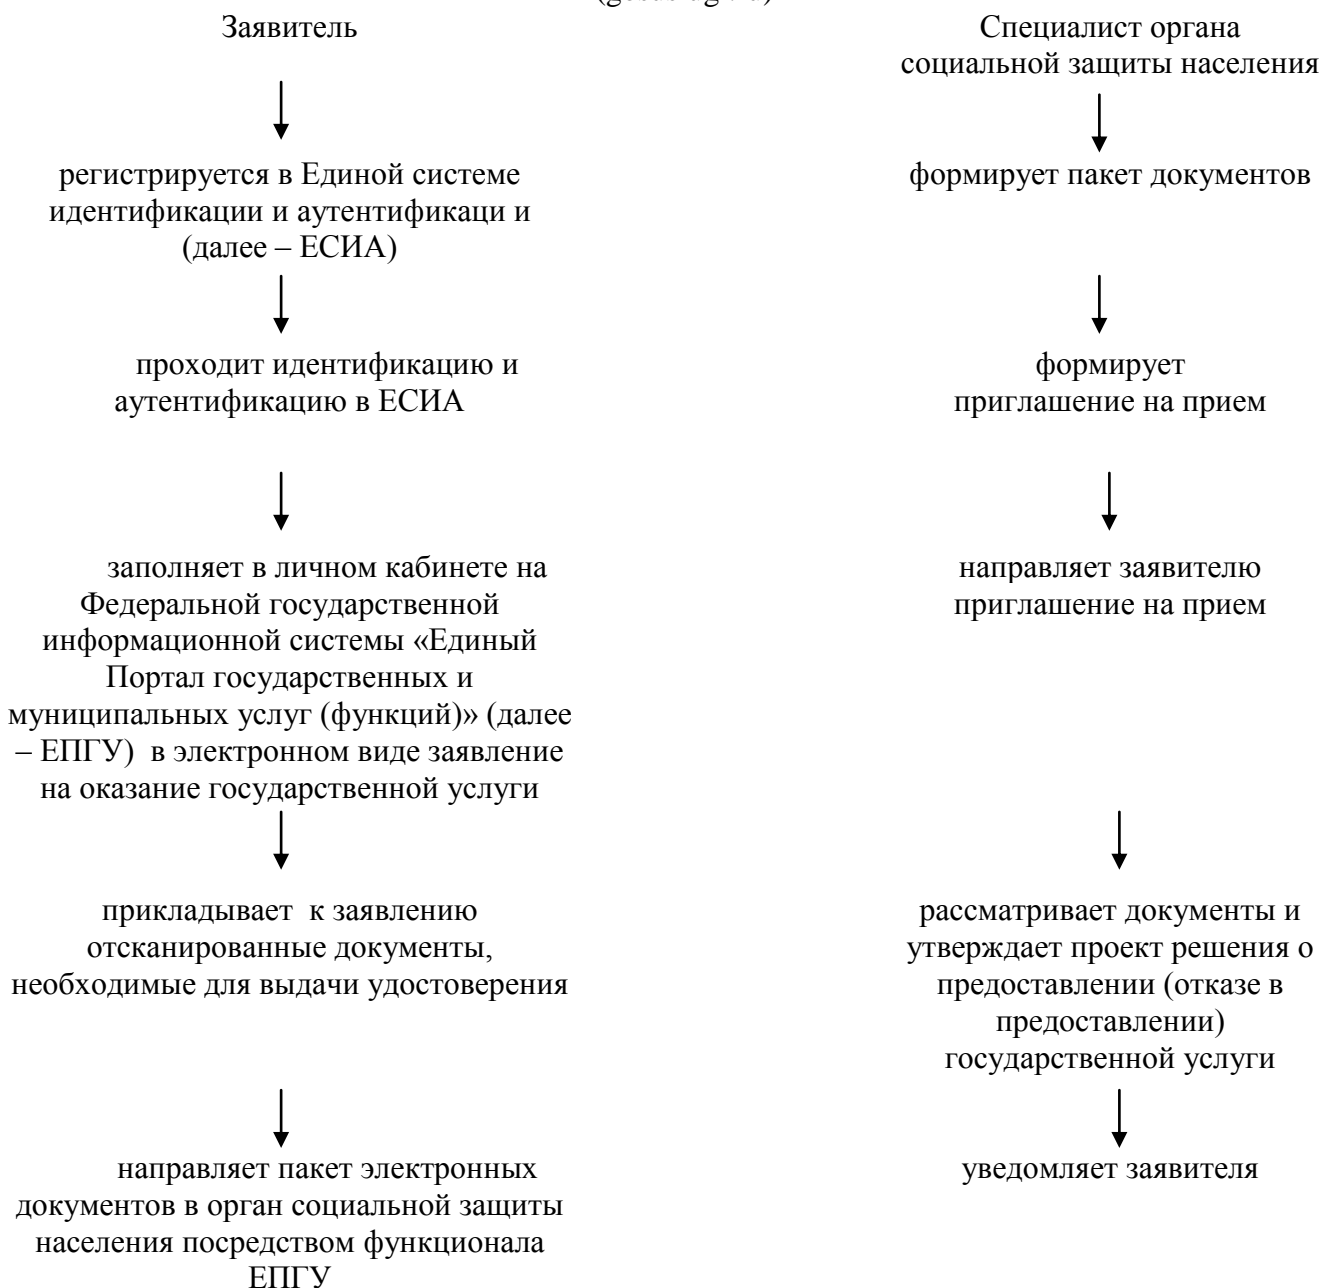 Заявитель
регистрируется в Единой системе
идентификации и аутентификаци и
(далее – ЕСИА)
проходит идентификацию и
аутентификацию в ЕСИА
заполняет в личном кабинете на
Федеральной государственной
информационной системы «Единый
Портал государственных и
муниципальных услуг (функций)» (далее
– ЕПГУ) в электронном виде заявление
на оказание государственной услуги
прикладывает к заявлению
отсканированные документы,
необходимые для выдачи удостоверения
направляет пакет электронных
документов в орган социальной защиты
населения посредством функционала
ЕПГУ
Специалист органа
социальной защиты населения
формирует пакет документов
формирует
приглашение на прием
направляет заявителю
приглашение на прием
рассматривает документы и
утверждает проект решения о
предоставлении (отказе в
предоставлении)
государственной услуги
уведомляет заявителя